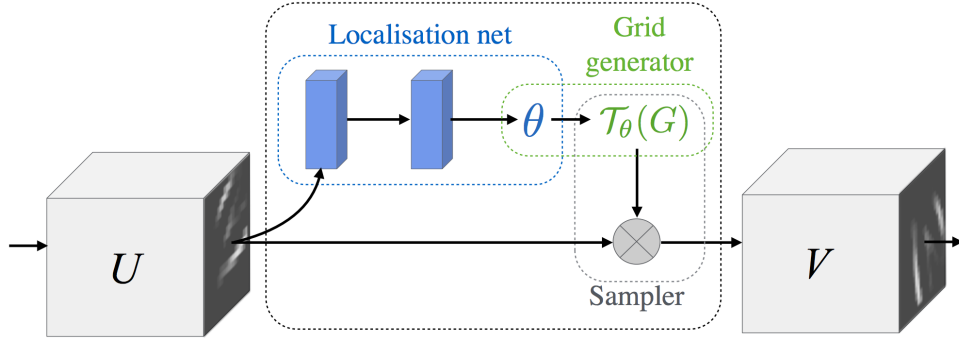 Localisation net
Grid
generator
θ
𝒯θ(G)
U
V
Sampler